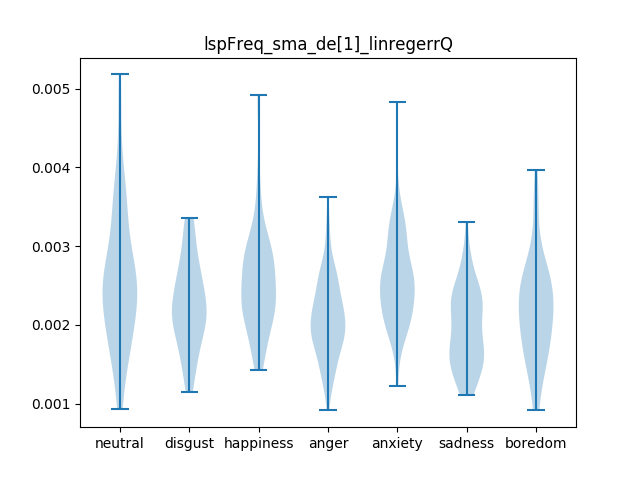 lspFreq_sma_de[1]_linregerrQ
0.005
0.004
0.003
0.002
0.001
neutral disgust happiness anger anxiety sadness boredom